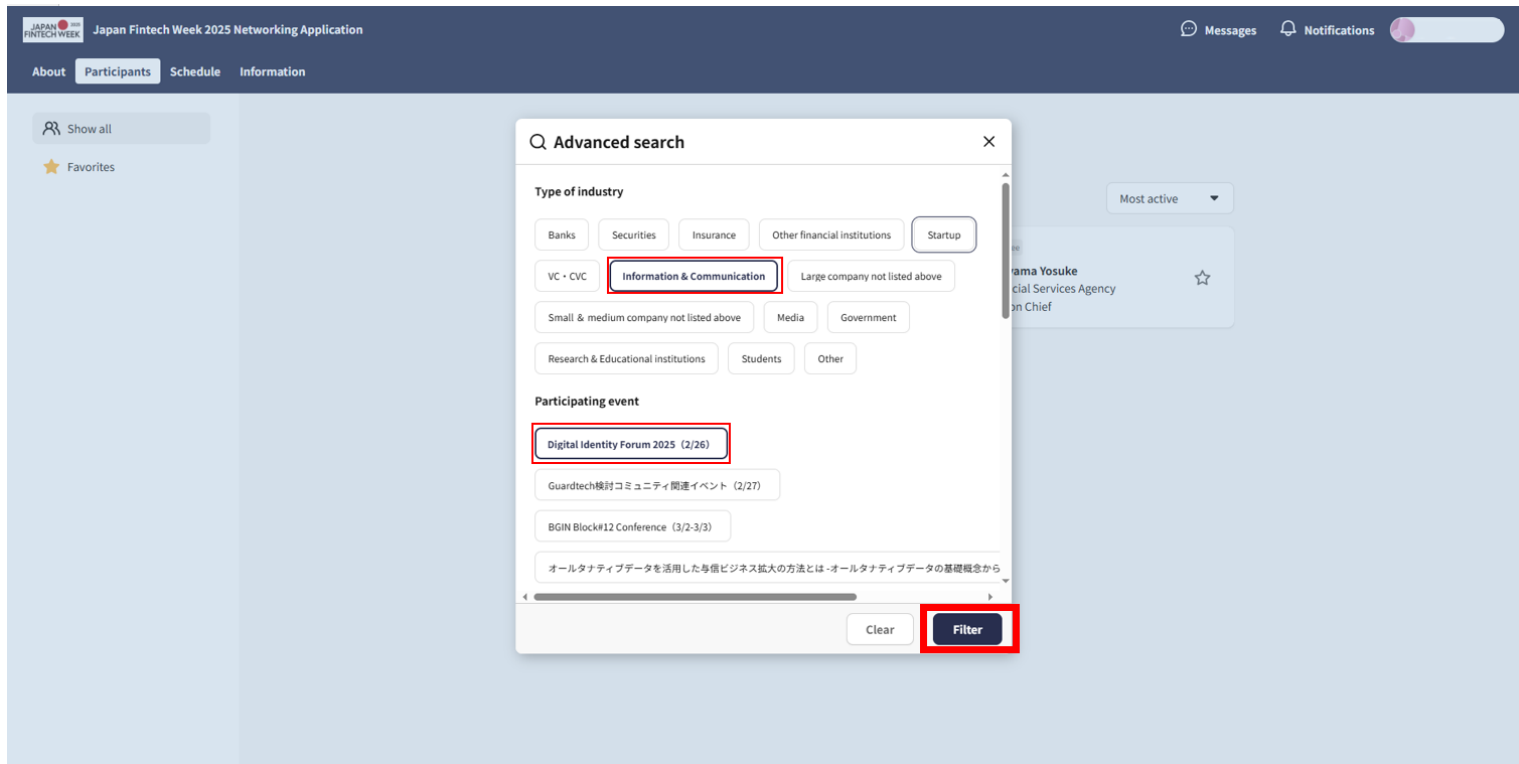 JAPAN 2025
FINTECH WEEK
Japan Fintech Week 2025 Networking Application
Messages
Notifications
About
Participants
Schedule
Information
Show all
Favorites
Most active
Yosuke
Services Agency
Chief
Advanced search
Type of industry
Banks
Securities
Insurance
Other financial institutions
Startup
VC・CVC
Information & Communication
Large company not listed above
Small & medium company not listed above
Media
Government
Research & Educational institutions
Students
Other
Participating event
Digital Identity Forum 2025（2/26）
Guardtech検討コミュニティ関連イベント（2/27）
BGIN Block#12 Conference（3/2-3/3）
オールタナティブデータを活用した与信ビジネス拡大の方法とは -オールタナティブデータの基礎概念から
Clear
Filter